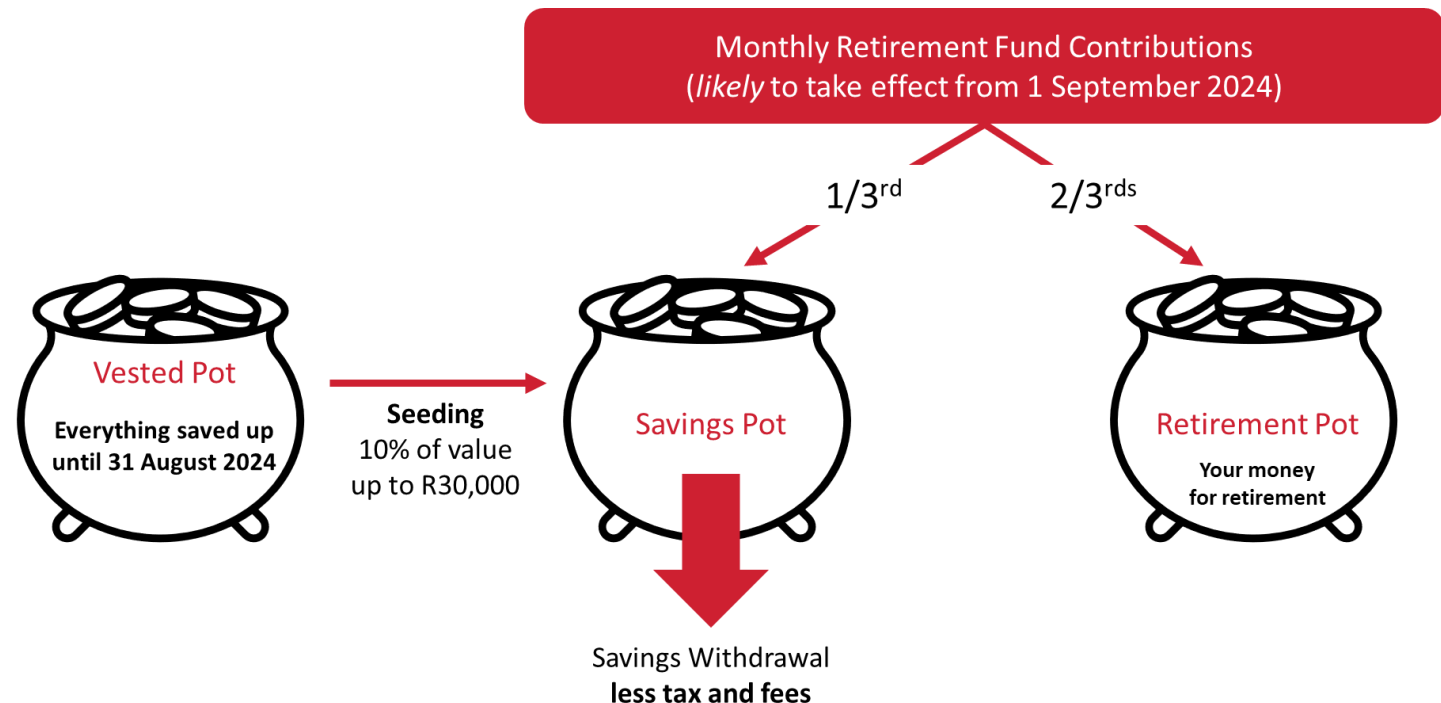 Monthly Retirement Fund Contributions
(likely to take effect from 1 September 2024)
1/3rd
2/3rds
Vested Pot
Everything saved up
until 31 August 2024
Seeding
10% of value
up to R30,000
Savings Pot
Retirement Pot
Your money
for retirement
Savings Withdrawal
less tax and fees